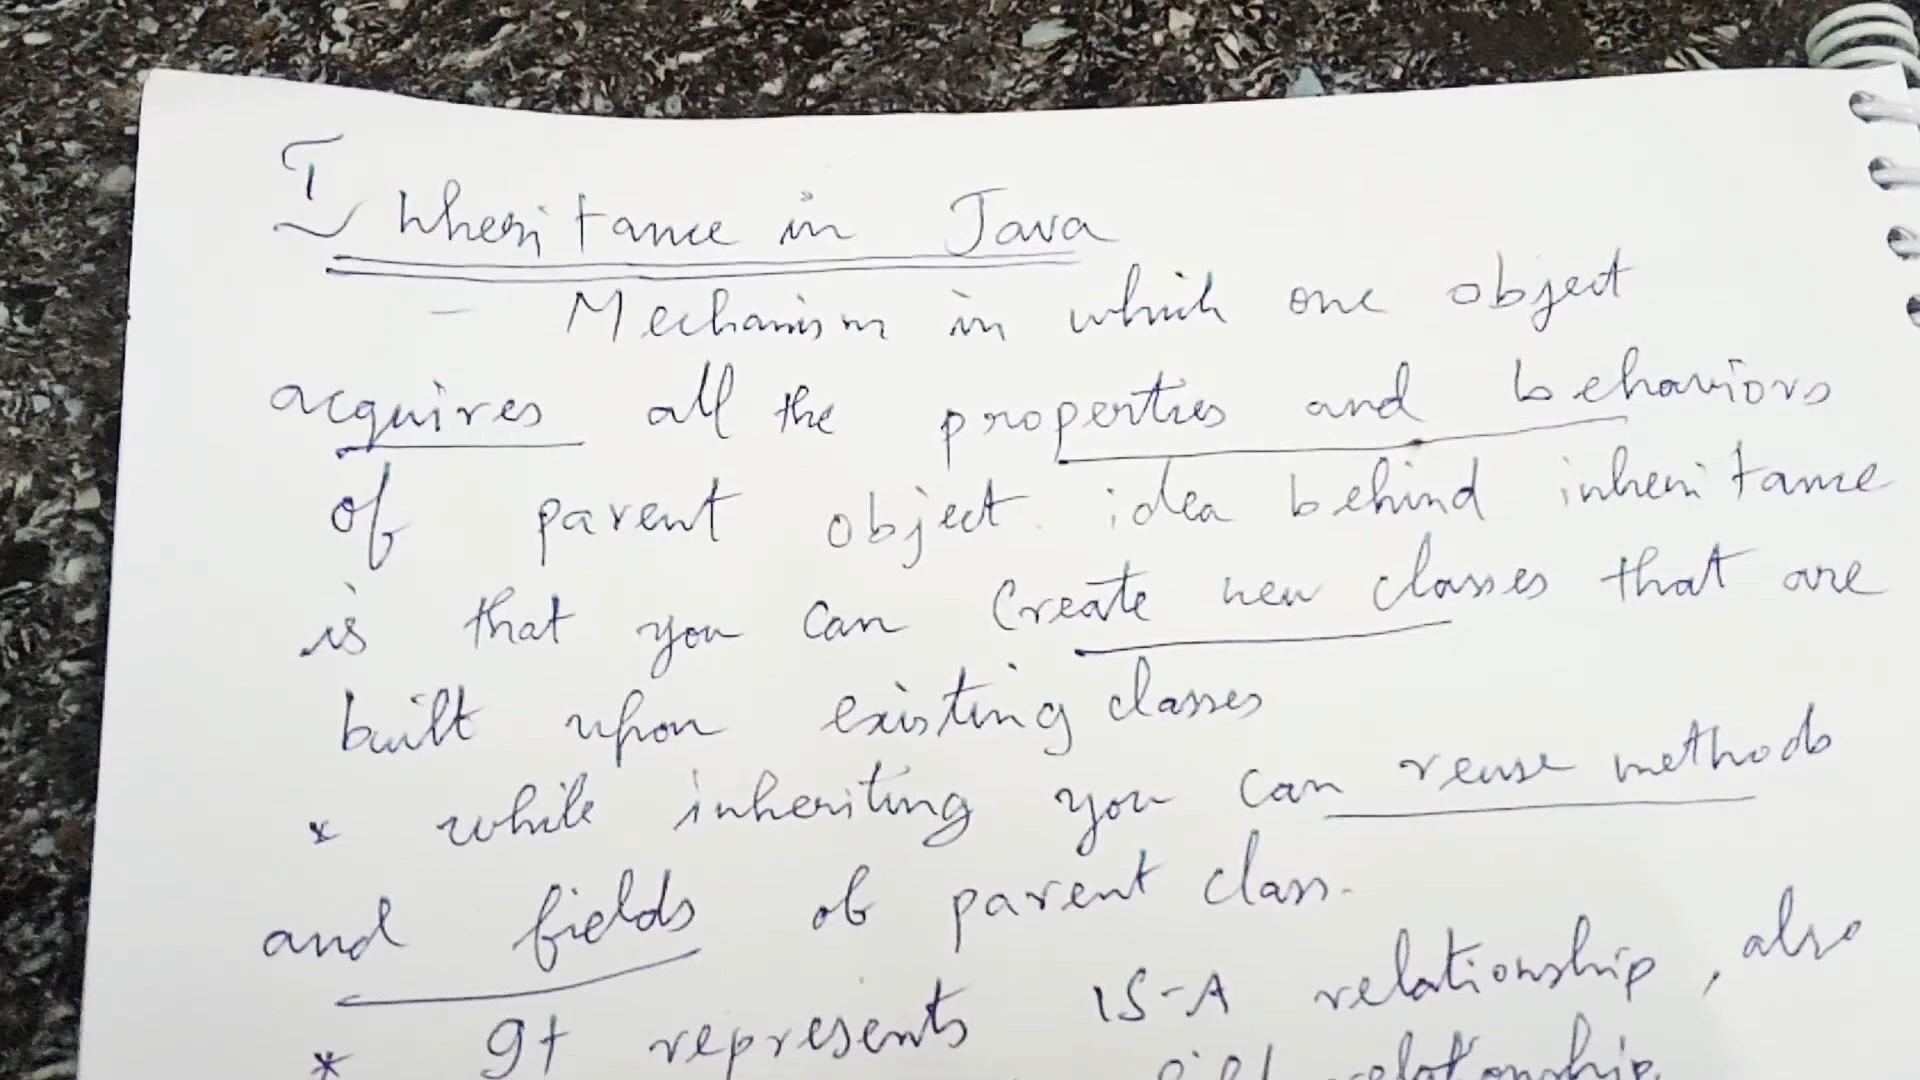 Inheritance in Java
- Mechanism in which one object
acquires all the properties and behaviors
of parent object. idea behind inheritance
is that you can create new classes that are
built upon existing classes
* while inheriting you can reuse methods
and fields of parent class.
* It represents IS-A relationship, also
relationship